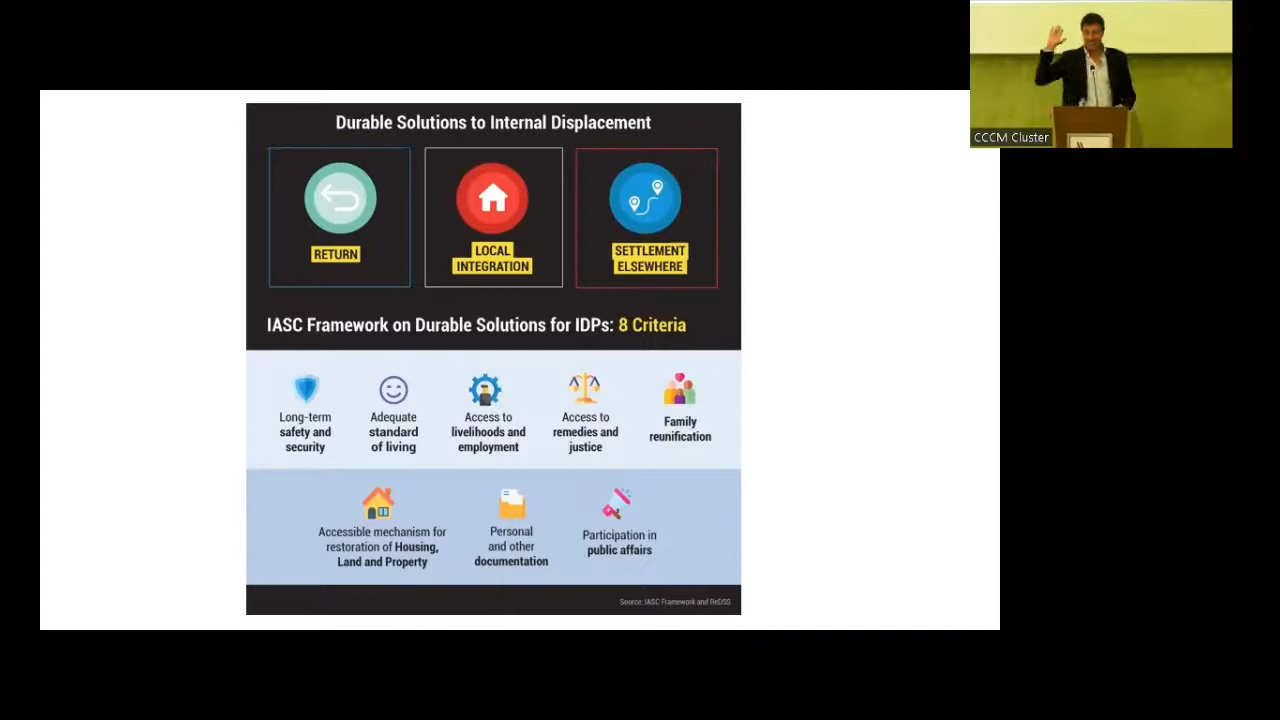 Durable Solutions to Internal Displacement
RETURN
LOCAL
INTEGRATION
SETTLEMENT
ELSEWHERE
IASC Framework on Durable Solutions for IDPs: 8 Criteria
Long-term
safety and
security
Adequate
standard
of living
Access to
livelihoods and
employment
Access to
remedies and
justice
Family
reunification
Accessible mechanism for
restoration of Housing,
Land and Property
Personal
and other
documentation
Participation in
public affairs
Source: IASC Framework and ReDSS
CCCM Cluster